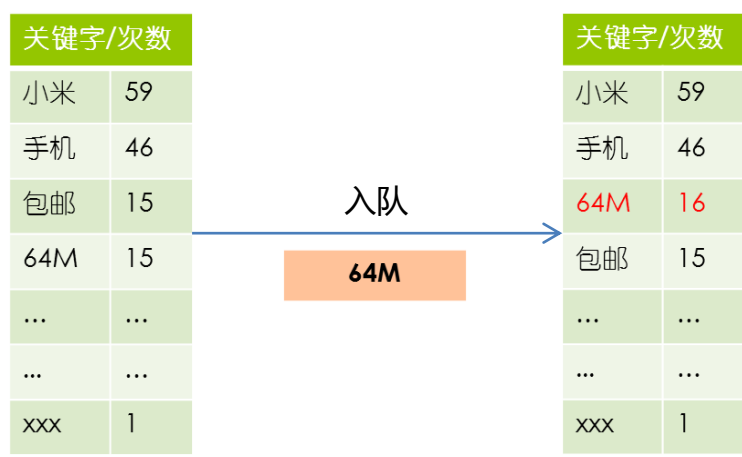 关键字/次数
小米 59
手机 46
包邮 15
64M 15
... ...
... ...
xxx 1
入队
64M
关键字/次数
小米 59
手机 46
64M 16
包邮 15
... ...
... ...
xxx 1